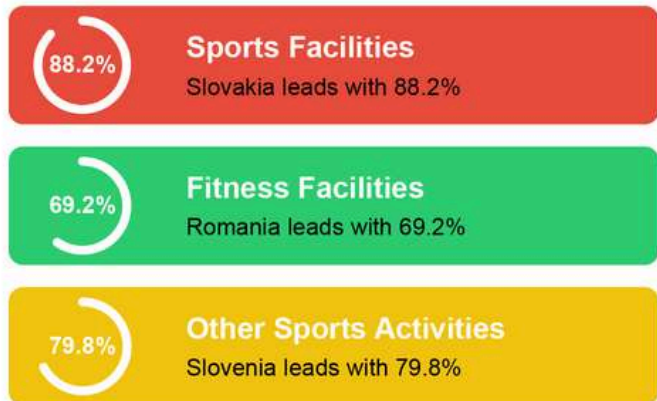 88.2%
Sports Facilities
Slovakia leads with 88.2%
69.2%
Fitness Facilities
Romania leads with 69.2%
79.8%
Other Sports Activities
Slovenia leads with 79.8%